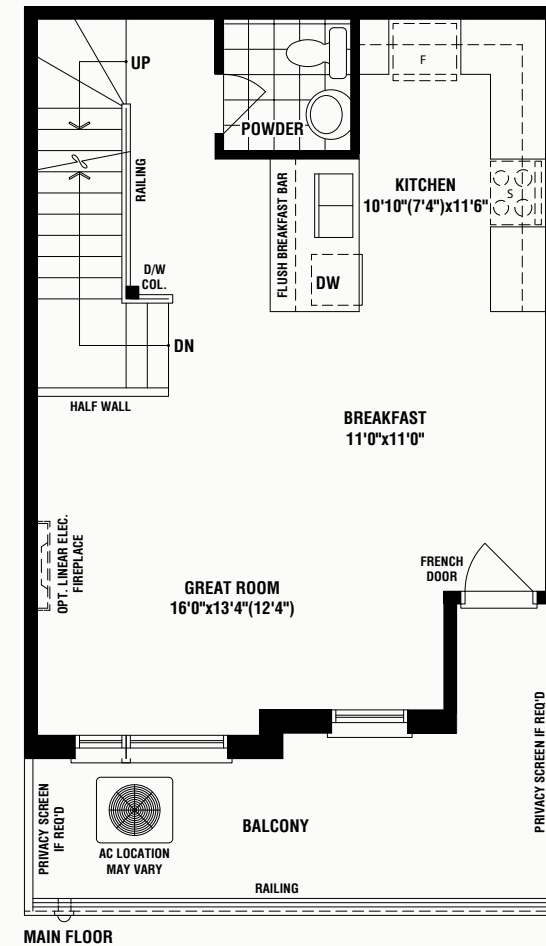 UP
F
POWDER
RAILING
FLUSH BREAKFAST BAR
KITCHEN
10'10"(7'4")x11'6"
S
D/W
COL.
DW
DN
HALF WALL
BREAKFAST
11'0"x11'0"
OPT. LINEAR ELEC.
FIREPLACE
FRENCH
DOOR
GREAT ROOM
16'0"x13'4"(12'4")
PRIVACY SCREEN
IF REQ'D
AC LOCATION
MAY VARY
BALCONY
PRIVACY SCREEN IF REQ'D
RAILING
MAIN FLOOR